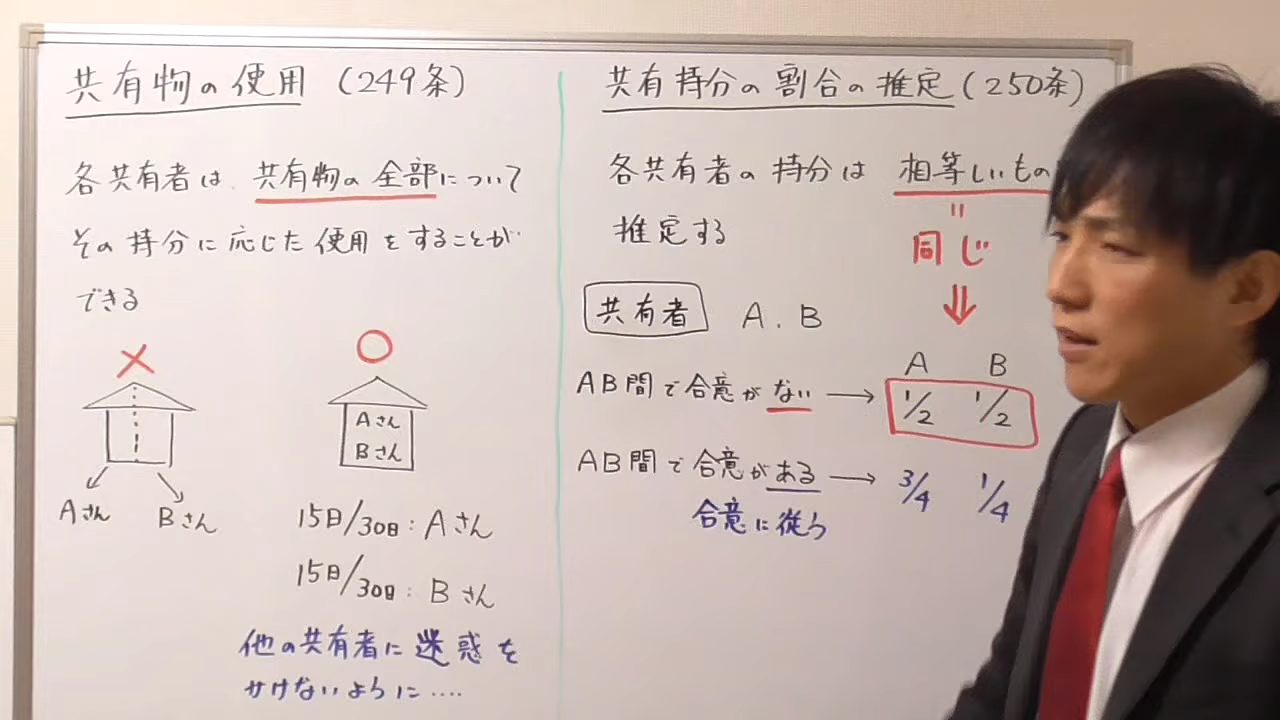 共有物の使用 (249条)
各共有者は、共有物の全部について
その持分に応じた使用をすることが
できる
×
○
Aさん
Bさん
Aさん
Bさん
15日/30日:Aさん
15日/30日:Bさん
他の共有者に迷惑を
かけないように‥‥
共有持分の割合の推定(250条)
各共有者の持分は 相等しいもの
推定する
〃
同じ
⇓
共有者 A.B
A B
AB間で合意がない → 1/2 1/2
AB間で合意がある → 3/4 1/4
合意に従う